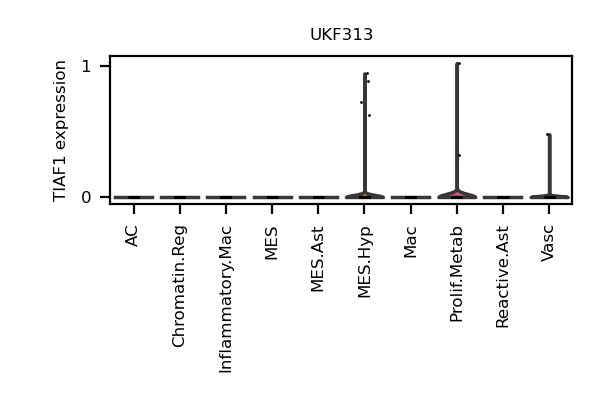 UKF313
TIAF1 expression
1
0
AC
Chromatin.Reg
Inflammatory.Mac
MES
MES.Ast
MES.Hyp
Mac
Prolif.Metab
Reactive.Ast
Vasc